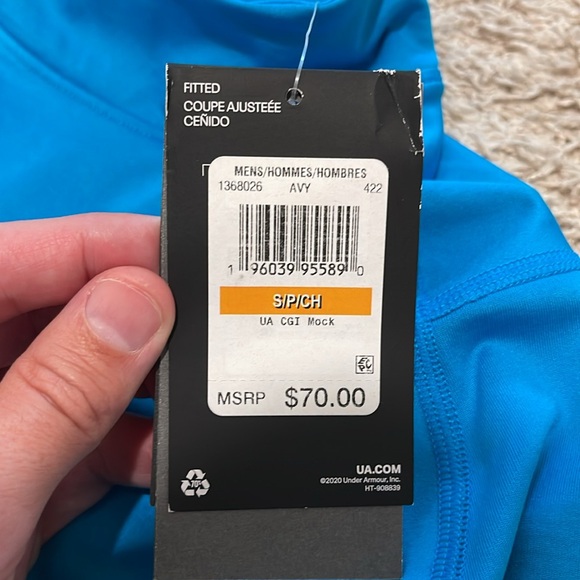 FITTED
COUPE AJUSTEÉE
CEÑIDO
MENS/HOMMES/HOMBRES
1368026 AVY 422
1 96039 95589 0
S/P/CH
UA CGI Mock
MSRP $70.00
UA.COM
©2020 Under Armour, Inc.
HT-908839